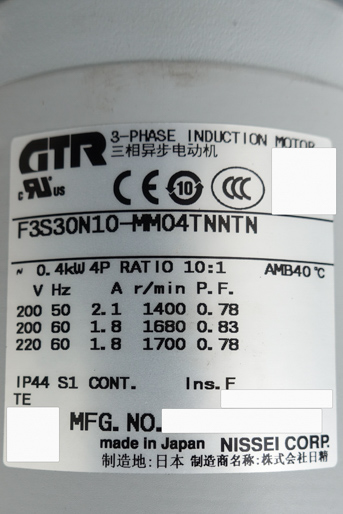 GTR 3-PHASE INDUCTION MOTOR
三相异步电动机
c RU US CE 10 CCC
F3S30N10-MM04TNNTN
~ 0.4kW 4P RATIO 10:1 AMB40℃
V Hz A r/min P.F.
200 50 2.1 1400 0.78
200 60 1.8 1680 0.83
220 60 1.8 1700 0.78
IP44 S1 CONT. Ins.F
TE
MFG. NO.
made in Japan NISSEI CORP.
制造地:日本 制造商名称:株式会社日精